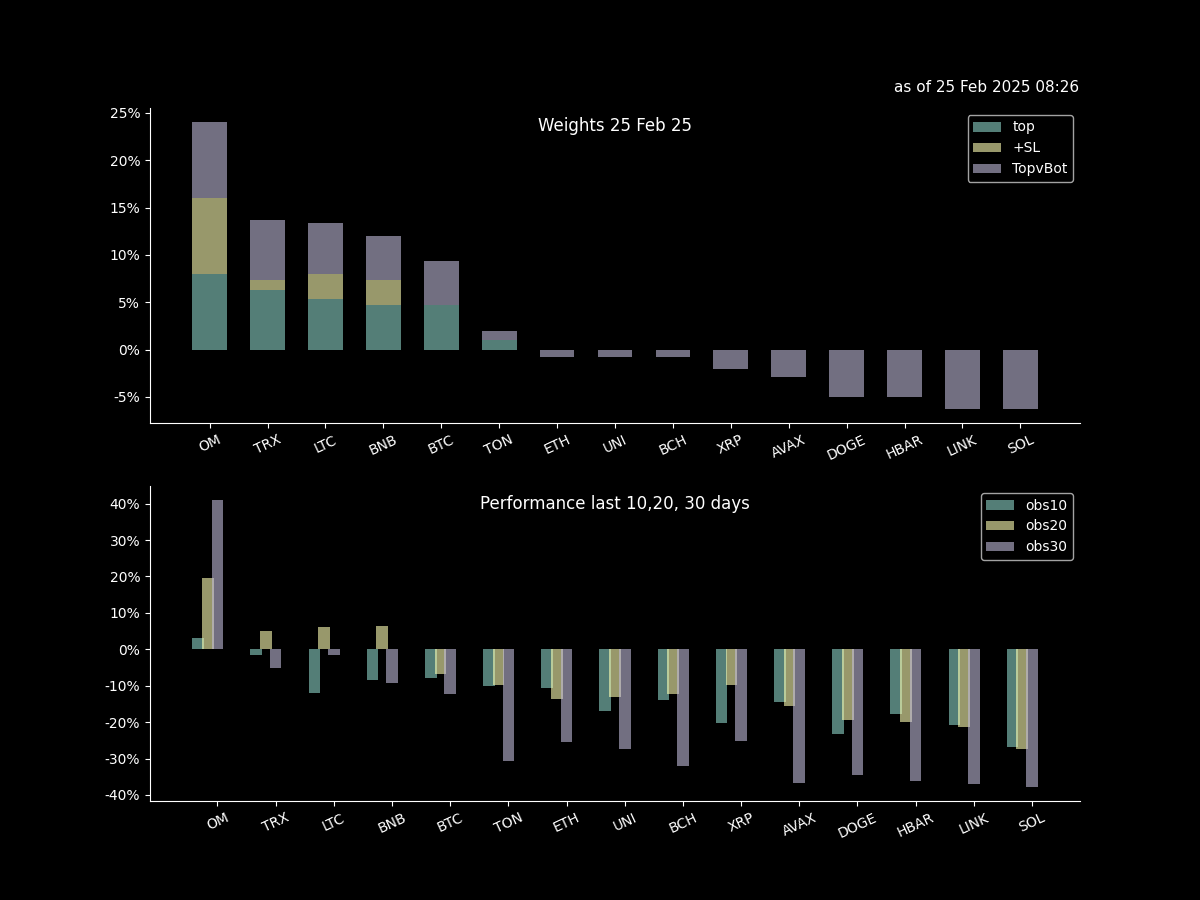 as of 25 Feb 2025 08:26
Weights 25 Feb 25
top
+SL
TopvBot
25%
20%
15%
10%
5%
0%
-5%
OM TRX LTC BNB BTC TON ETH UNI BCH XRP AVAX DOGE HBAR LINK SOL
Performance last 10,20, 30 days
obs10
obs20
obs30
40%
30%
20%
10%
0%
-10%
-20%
-30%
-40%
OM TRX LTC BNB BTC TON ETH UNI BCH XRP AVAX DOGE HBAR LINK SOL